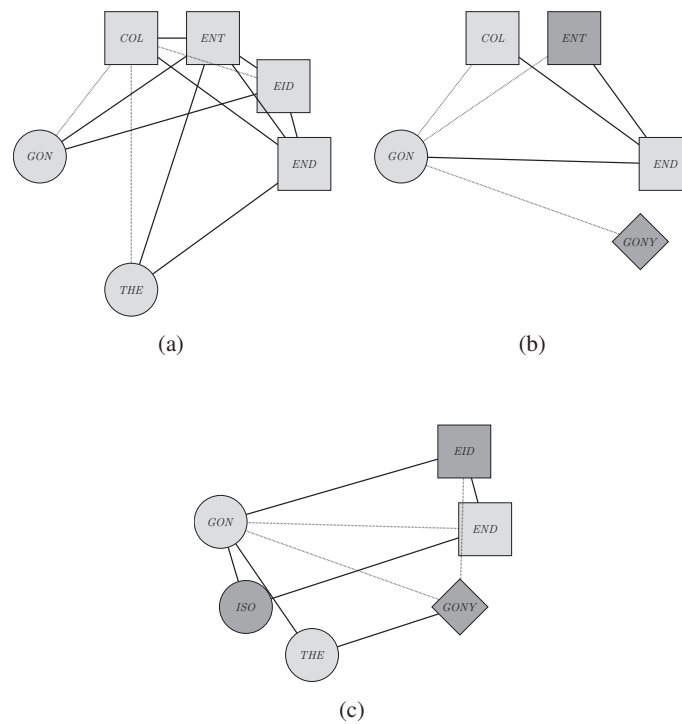 COL ENT
EID
GON
END
THE
(a)
COL ENT
GON
END
GONY
(b)
EID
GON
END
ISO
GONY
THE
(c)